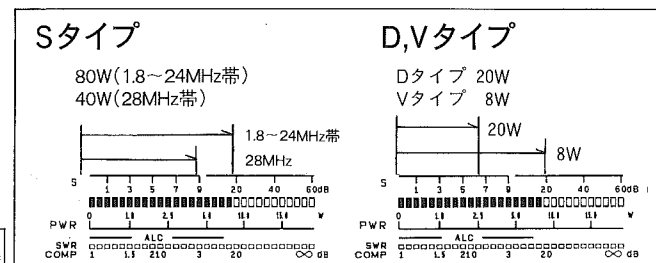 Sタイプ
80W(1.8～24MHz帯)
40W(28MHz帯)
1.8～24MHz帯
28MHz
S 1 3 5 7 9 20 40 60dB
PWR 0
W
ALC
SWR
COMP 1 1.5 2 10 3 20 ∞ dB
D,Vタイプ
Dタイプ 20W
Vタイプ 8W
20W
8W
S 1 3 5 7 9 20 40 60dB
PWR 0
W
ALC
SWR
COMP 1 1.5 2 10 3 20 ∞ dB